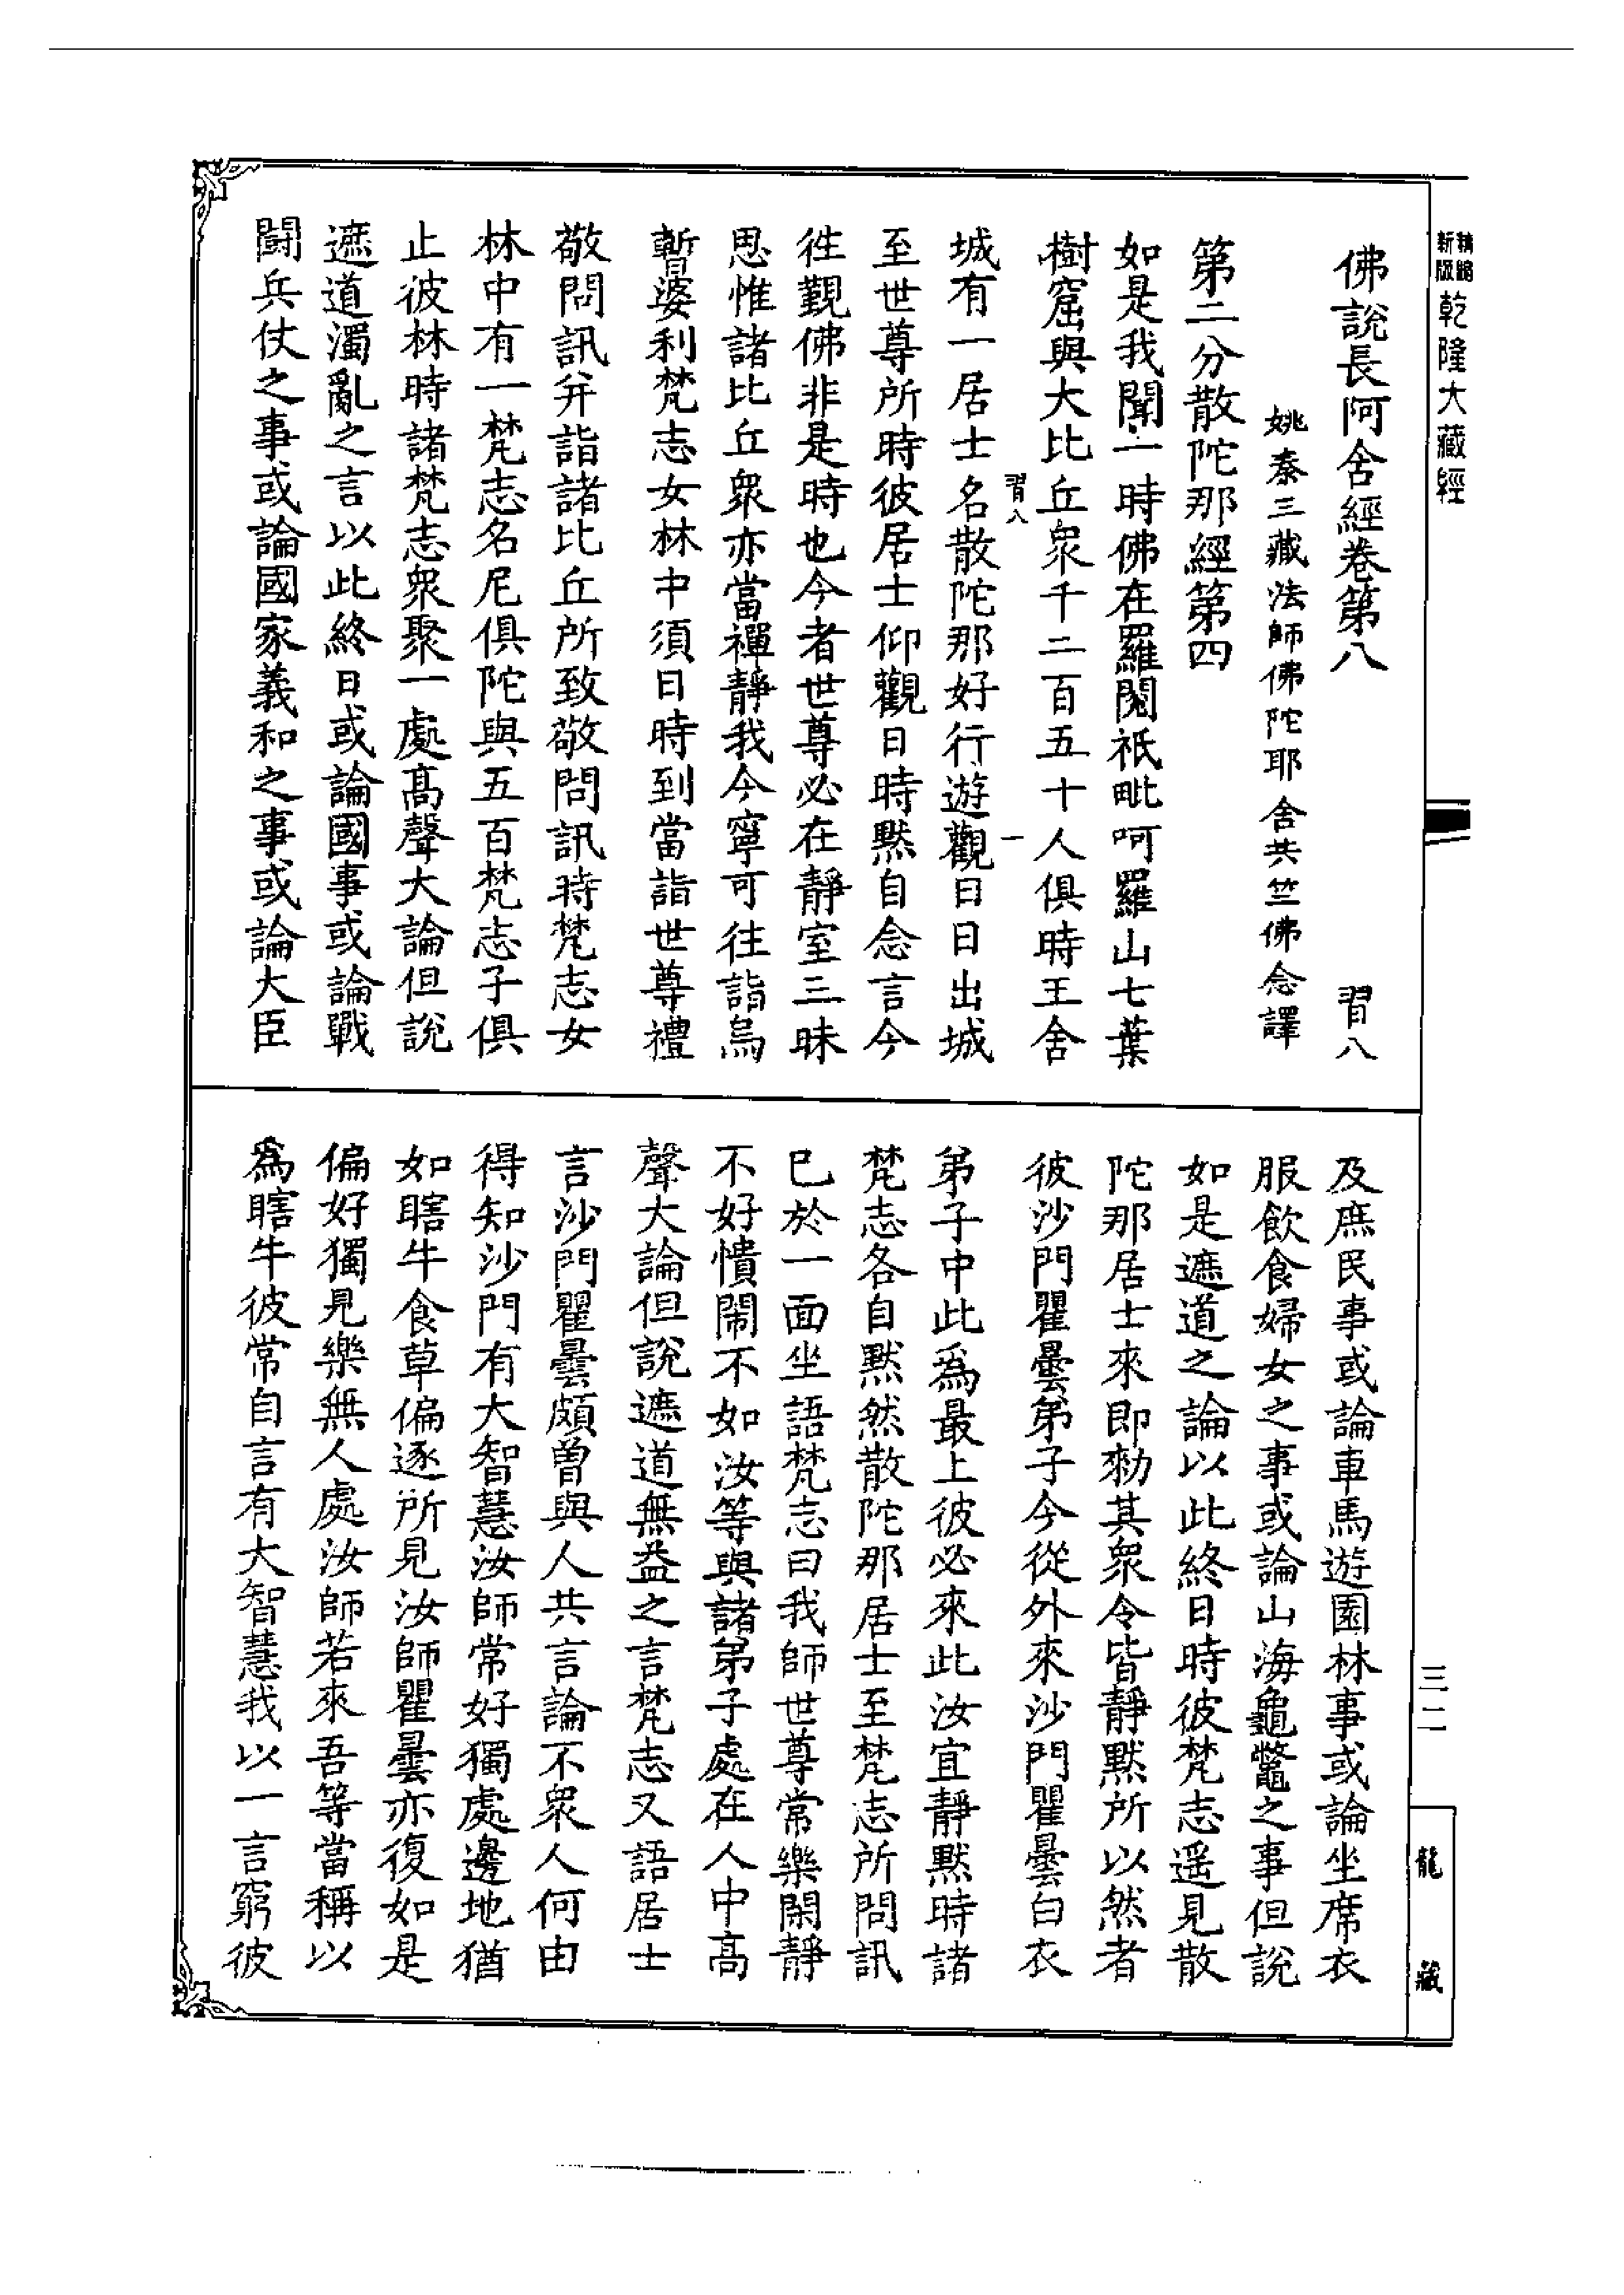 新版精縮乾隆大藏經
佛說長阿含經卷第八 習八
姚秦三藏法師佛陀耶舍共竺佛念譯
第二分散陀那經第四
如是我聞一時佛在羅閱祇毗呵羅山七葉
樹窟與大比丘眾千二百五十人俱時王舍
習八 一
城有一居士名散陀那好行遊觀日日出城
至世尊所時彼居士仰觀日時默自念言今
徃覲佛非是時也今者世尊必在靜室三昧
思惟諸比丘眾亦當禪靜我今寧可往詣烏
暫婆利梵志女林中須日時到當詣世尊禮
敬問訊并詣諸比丘所致敬問訊時梵志女
林中有一梵志名尼俱陀與五百梵志子俱
止彼林時諸梵志眾聚一處高聲大論但說
遮道濁亂之言以此終日或論國事或論戰
鬪兵仗之事或論國家義和之事或論大臣
及庶民事或論車馬遊園林事或論坐席衣
服飲食婦女之事或論山海龜鼈之事但說
如是遮道之論以此終日時彼梵志遥見散
陀那居士來即勑其眾令皆靜默所以然者
彼沙門瞿曇弟子今從外來沙門瞿曇白衣
弟子中此為最上彼必來此汝宜靜默時諸
梵志各自默然散陀那居士至梵志所問訊
已於一面坐語梵志曰我師世尊常樂閑靜
不好憒閙不如汝等與諸弟子處在人中高
聲大論但說遮道無益之言梵志又語居士
言沙門瞿曇頗曾與人共言論不眾人何由
得知沙門有大智慧汝師常好獨處邊地猶
如瞎牛食草偏逐所見汝師瞿曇亦復如是
偏好獨見樂無人處汝師若來吾等當稱以
為瞎牛彼常自言有大智慧我以一言窮彼
三二
龍藏